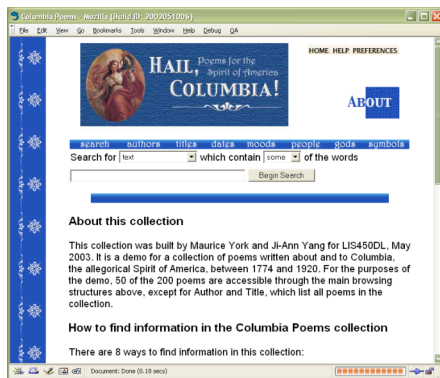 Columbia Poems - Mozilla {Build ID: 2002051006}
File Edit View Go Bookmarks Tools Window Help Debug QA
HAIL, Poems for the
Spirit of America
COLUMBIA!
HOME HELP PREFERENCES
ABOUT
search authors titles dates moods people gods symbols
Search for text which contain some of the words
Begin Search
About this collection
This collection was built by Maurice York and Ji-Ann Yang for LIS450DL, May
2003. It is a demo for a collection of poems written about and to Columbia,
the allegorical Spirit of America, between 1774 and 1920. For the purposes of
the demo, 50 of the 200 poems are accessible through the main browsing
structures above, except for Author and Title, which list all poems in the
collection.
How to find information in the Columbia Poems collection
There are 8 ways to find information in this collection:
Document: Done (0.18 secs)